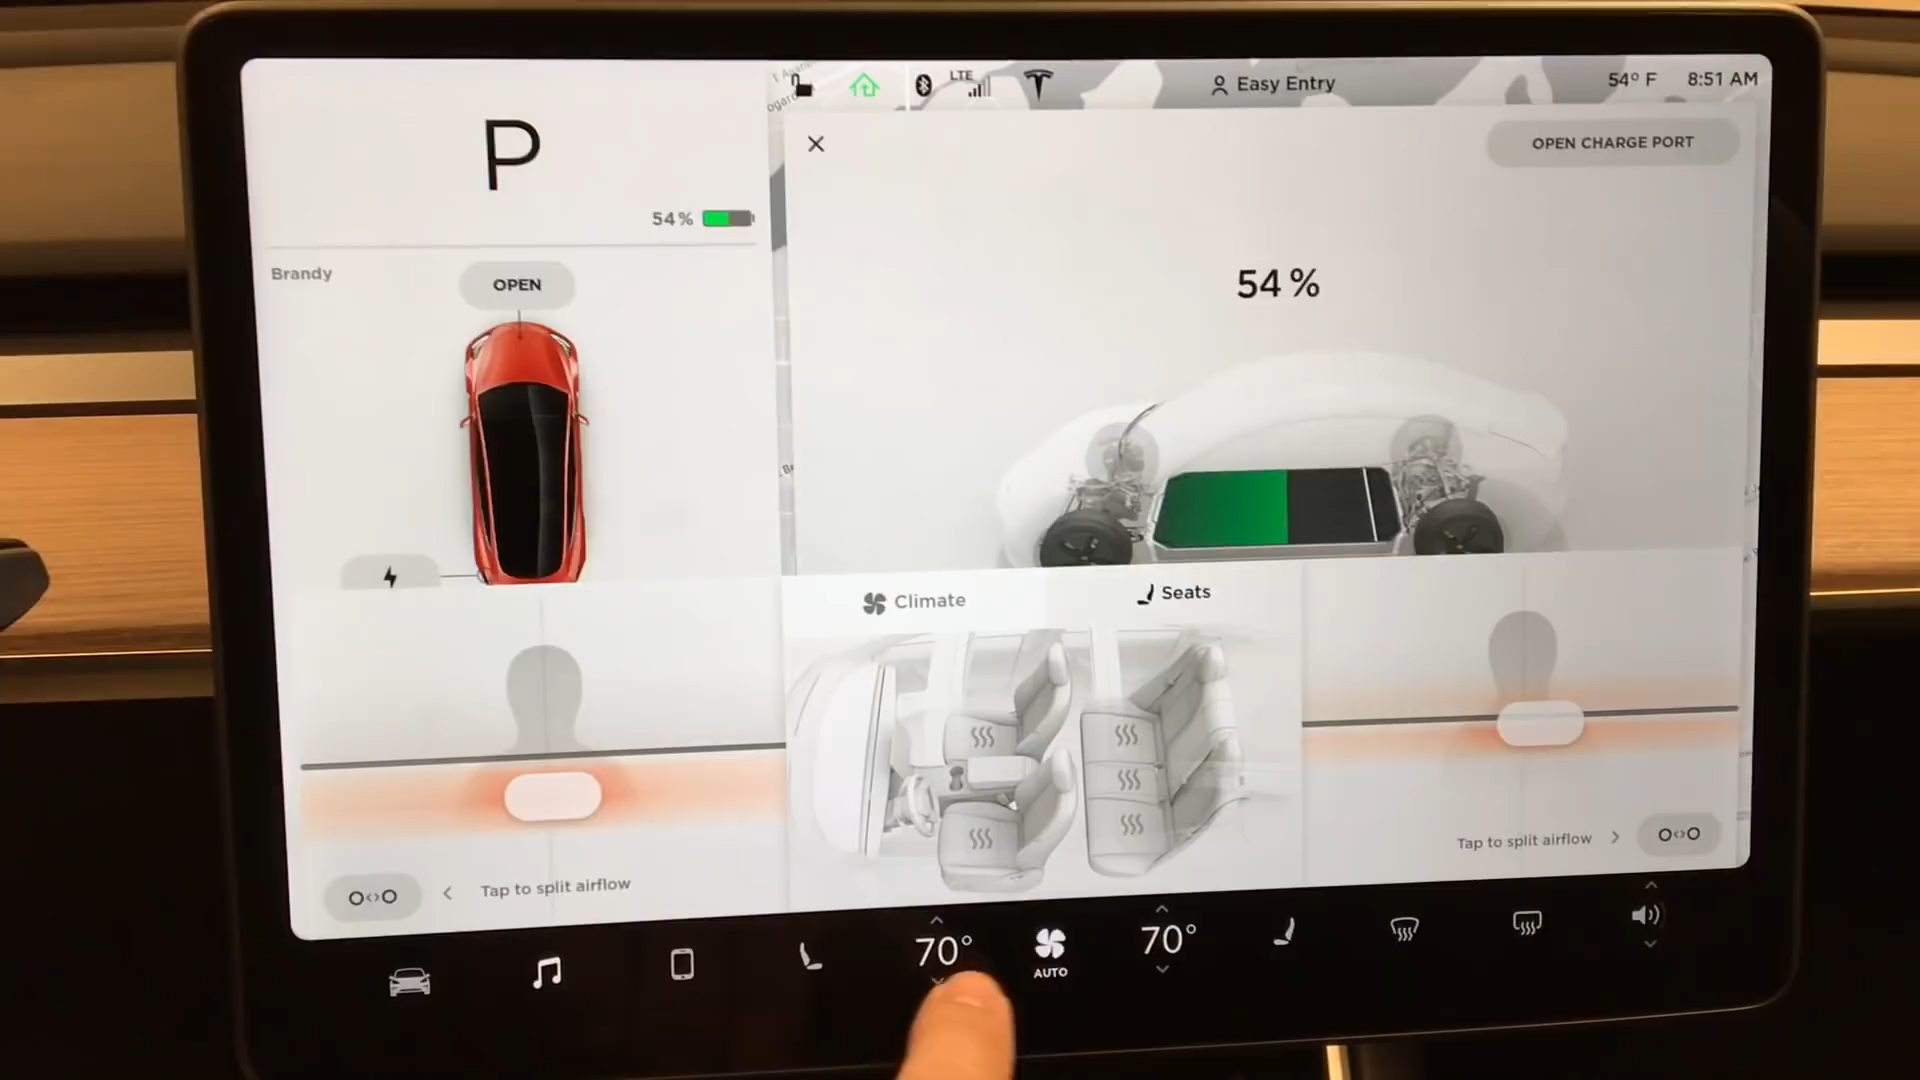 LTE
Easy Entry
54° F
8:51 AM
P
54%
OPEN CHARGE PORT
Brandy
OPEN
54%
Climate
Seats
Tap to split airflow
Tap to split airflow
70°
AUTO
70°